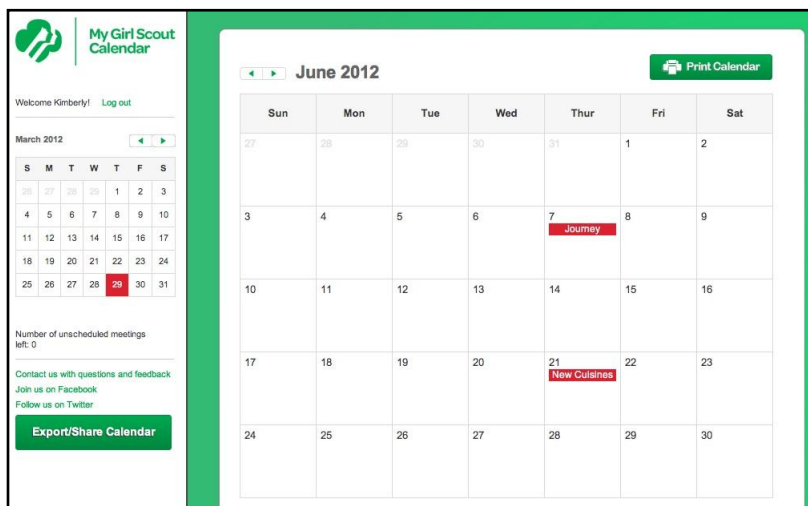 My Girl Scout
Calendar
Welcome Kimberly! Log out
March 2012
S M T W T F S
26 27 28 29 1 2 3
4 5 6 7 8 9 10
11 12 13 14 15 16 17
18 19 20 21 22 23 24
25 26 27 28 29 30 31
Number of unscheduled meetings
left: 0
Contact us with questions and feedback
Join us on Facebook
Follow us on Twitter
Export/Share Calendar
June 2012
Print Calendar
Sun Mon Tue Wed Thur Fri Sat
27 28 29 30 31 1 2
3 4 5 6 7 8 9
Journey
10 11 12 13 14 15 16
17 18 19 20 21 22 23
New Cuisines
24 25 26 27 28 29 30